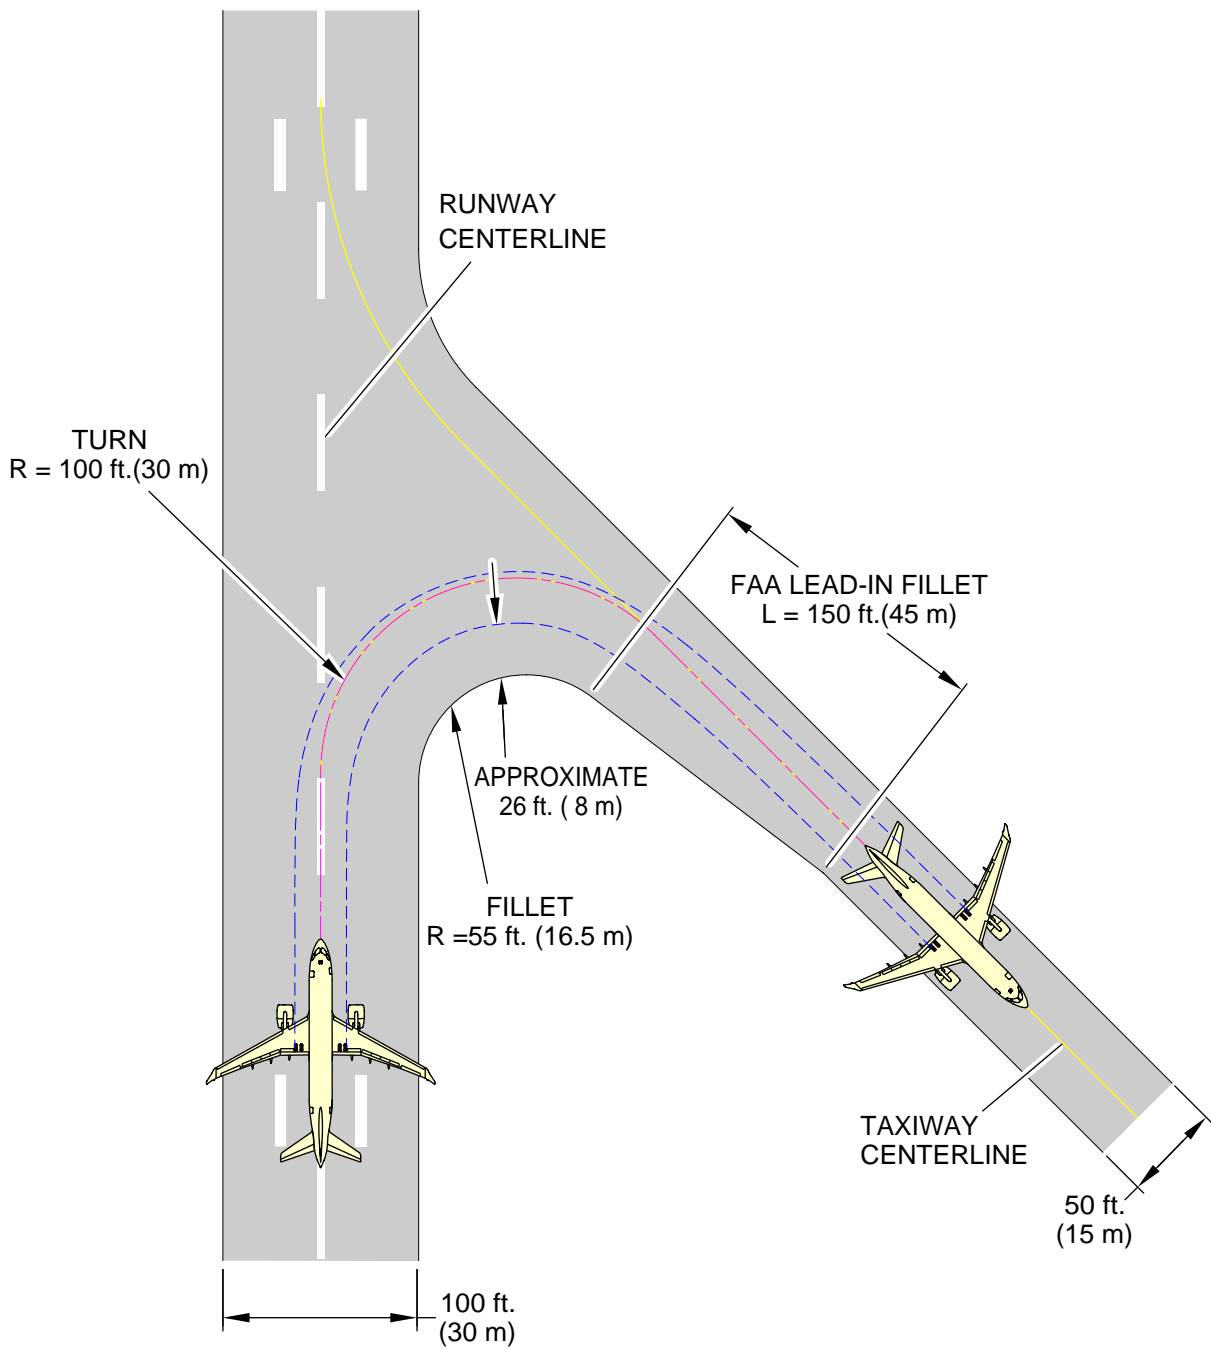 RUNWAY
CENTERLINE
TURN
R = 100 ft.(30 m)
FAA LEAD-IN FILLET
L = 150 ft.(45 m)
APPROXIMATE
26 ft. ( 8 m)
FILLET
R =55 ft. (16.5 m)
TAXIWAY
CENTERLINE
50 ft.
(15 m)
100 ft.
(30 m)